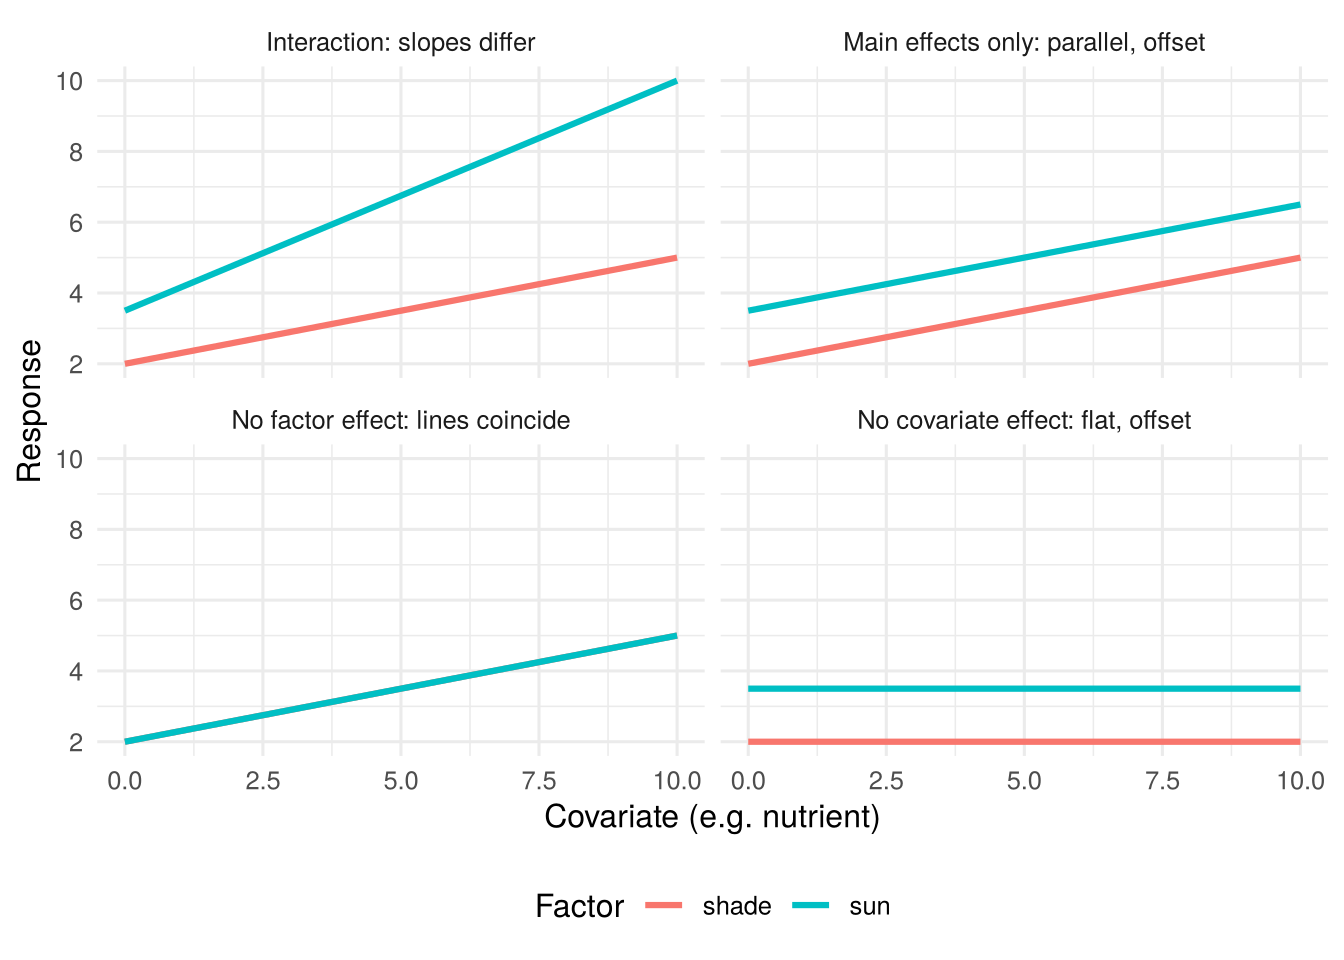 Interaction: slopes differ
Main effects only: parallel, offset
10
8
6
4
2
Response
No factor effect: lines coincide
No covariate effect: flat, offset
10
8
6
4
2
0.0 2.5 5.0 7.5 10.0 0.0 2.5 5.0 7.5 10.0
Covariate (e.g. nutrient)
Factor shade sun